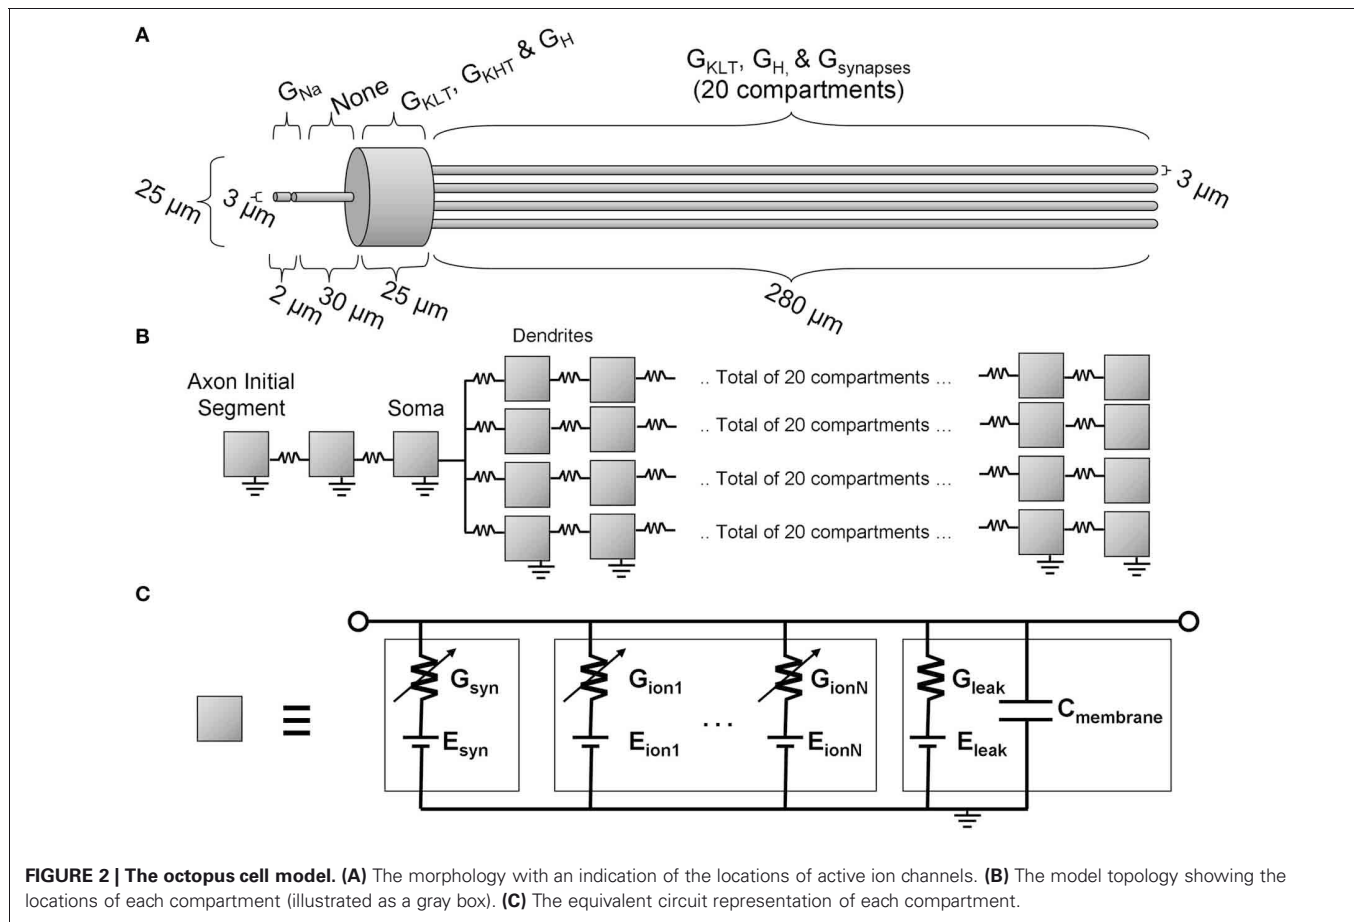 A
G_Na
None
G_KLT, G_KHT & G_H
G_KLT, G_H, & G_synapses
(20 compartments)
25 µm
3 µm
3 µm
2 µm
30 µm
25 µm
280 µm
B
Dendrites
Axon Initial
Segment
Soma
.. Total of 20 compartments ...
.. Total of 20 compartments ...
.. Total of 20 compartments ...
.. Total of 20 compartments ...
C
G_syn
G_ion1
G_ionN
G_leak
C_membrane
...
E_syn
E_ion1
E_ionN
E_leak
FIGURE 2 | The octopus cell model. (A) The morphology with an indication of the locations of active ion channels. (B) The model topology showing the
locations of each compartment (illustrated as a gray box). (C) The equivalent circuit representation of each compartment.